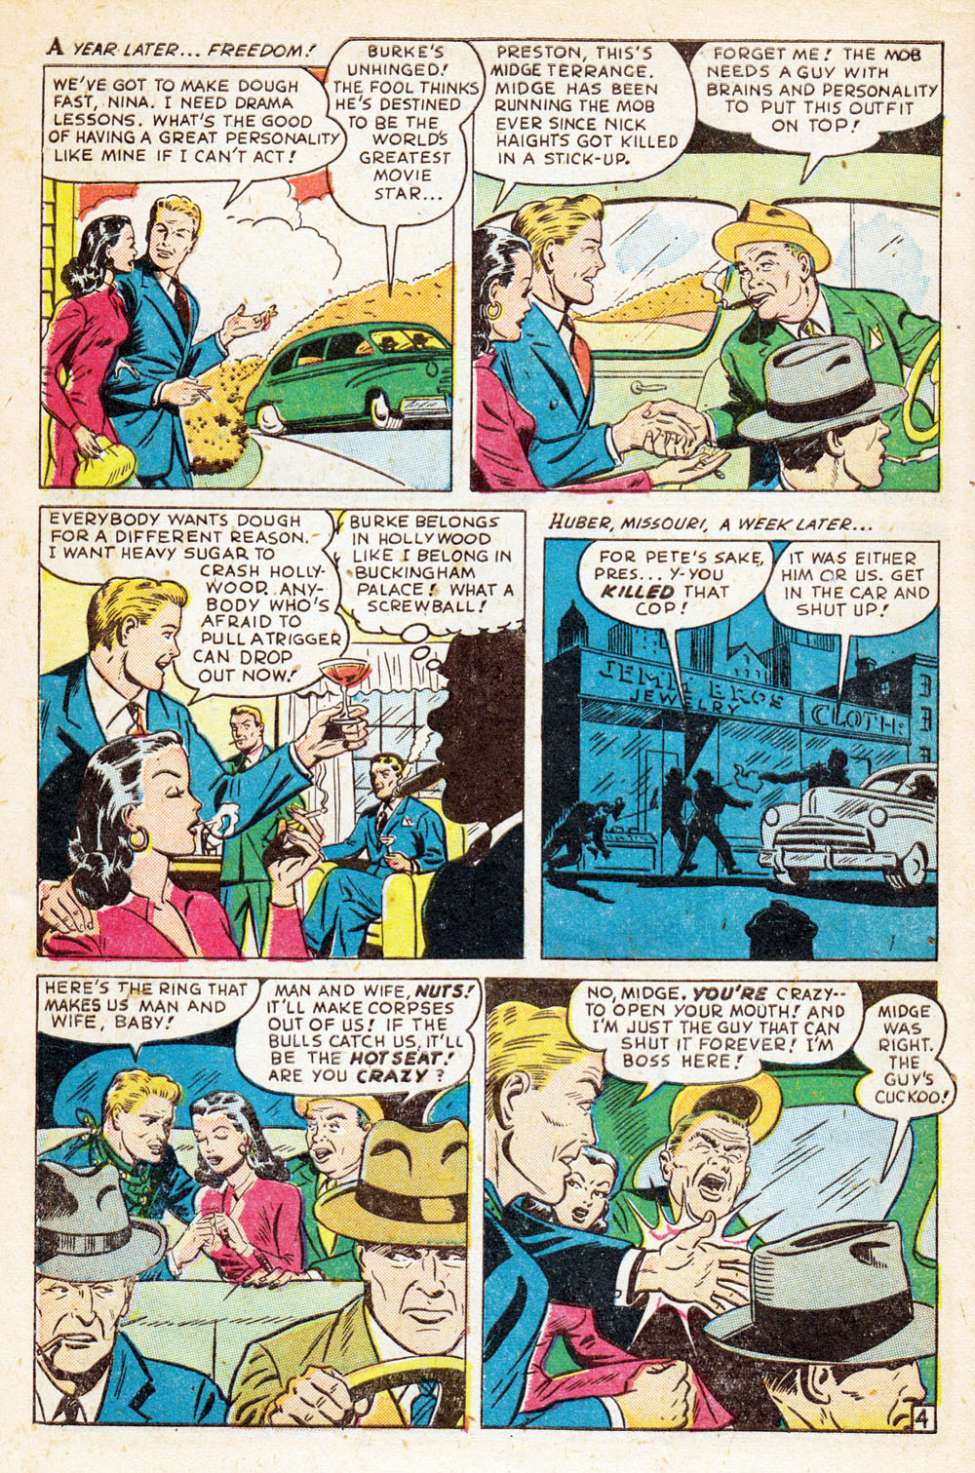 A YEAR LATER... FREEDOM!
WE'VE GOT TO MAKE DOUGH
FAST, NINA. I NEED DRAMA
LESSONS. WHAT'S THE GOOD
OF HAVING A GREAT PERSONALITY
LIKE MINE IF I CAN'T ACT!
BURKE'S
UNHINGED!
THE FOOL THINKS
HE'S DESTINED
TO BE THE
WORLD'S
GREATEST
MOVIE
STAR...
PRESTON, THIS'S
MIDGE TERRANCE.
MIDGE HAS BEEN
RUNNING THE MOB
EVER SINCE NICK
HAIGHTS GOT KILLED
IN A STICK-UP.
FORGET ME! THE MOB
NEEDS A GUY WITH
BRAINS AND PERSONALITY
TO PUT THIS OUTFIT
ON TOP!
EVERYBODY WANTS DOUGH
FOR A DIFFERENT REASON.
I WANT HEAVY SUGAR TO
CRASH HOLLY-
WOOD. ANY-
BODY WHO'S
AFRAID TO
PULL A TRIGGER
CAN DROP
OUT NOW!
BURKE BELONGS
IN HOLLYWOOD
LIKE I BELONG IN
BUCKINGHAM
PALACE! WHAT A
SCREWBALL!
HUBER, MISSOURI, A WEEK LATER...
FOR PETE'S SAKE,
PRES... Y-YOU
KILLED THAT
COP!
IT WAS EITHER
HIM OR US. GET
IN THE CAR AND
SHUT UP!
BROS
JEWELRY
CLOTH
HERE'S THE RING THAT
MAKES US MAN AND
WIFE, BABY!
MAN AND WIFE, NUTS!
IT'LL MAKE CORPSES
OUT OF US! IF THE
BULLS CATCH US, IT'LL
BE THE HOT SEAT!
ARE YOU CRAZY?
NO, MIDGE. YOU'RE CRAZY--
TO OPEN YOUR MOUTH! AND
I'M JUST THE GUY THAT CAN
SHUT IT FOREVER! I'M
BOSS HERE!
MIDGE
WAS
RIGHT.
THE
GUY'S
CUCKOO!
4